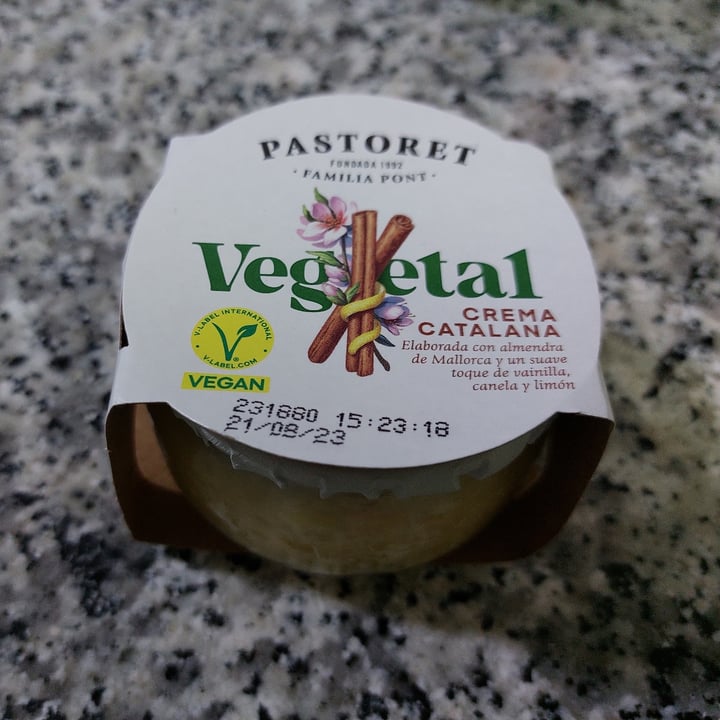 PASTORET
FUNDADA 1992
· FAMILIA PONT ·
Vegetal
CREMA
CATALANA
Elaborada con almendra
de Mallorca y un suave
toque de vainilla,
canela y limón
· V-LABEL INTERNATIONAL ·
V-LABEL.COM
VEGAN
231880 15:23:18
21/08/23